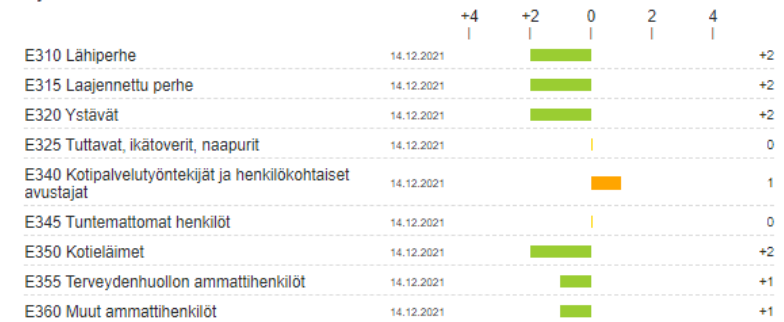 +4 +2 0 2 4
E310 Lähiperhe 14.12.2021 +2
E315 Laajennettu perhe 14.12.2021 +2
E320 Ystävät 14.12.2021 +2
E325 Tuttavat, ikätoverit, naapurit 14.12.2021 0
E340 Kotipalvelutyöntekijät ja henkilökohtaiset
avustajat 14.12.2021 1
E345 Tuntemattomat henkilöt 14.12.2021 0
E350 Kotieläimet 14.12.2021 +2
E355 Terveydenhuollon ammattihenkilöt 14.12.2021 +1
E360 Muut ammattihenkilöt 14.12.2021 +1